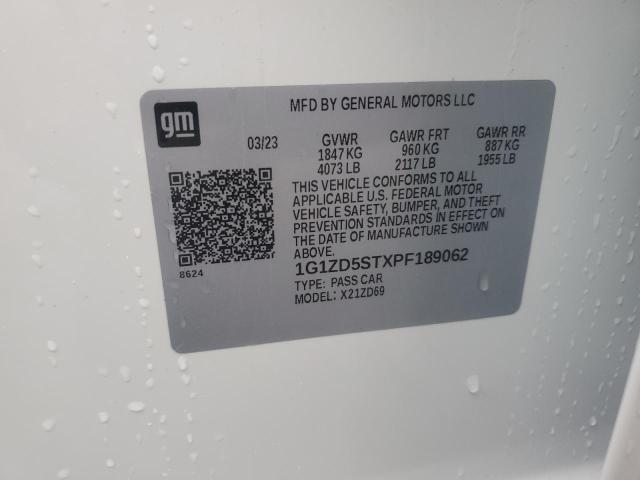 gm
MFD BY GENERAL MOTORS LLC
03/23 GVWR GAWR FRT GAWR RR
1847 KG 960 KG 887 KG
4073 LB 2117 LB 1955 LB
THIS VEHICLE CONFORMS TO ALL
APPLICABLE U.S. FEDERAL MOTOR
VEHICLE SAFETY, BUMPER, AND THEFT
PREVENTION STANDARDS IN EFFECT ON
THE DATE OF MANUFACTURE SHOWN
ABOVE.
1G1ZD5STXPF189062
TYPE: PASS CAR
MODEL: X21ZD69
8624